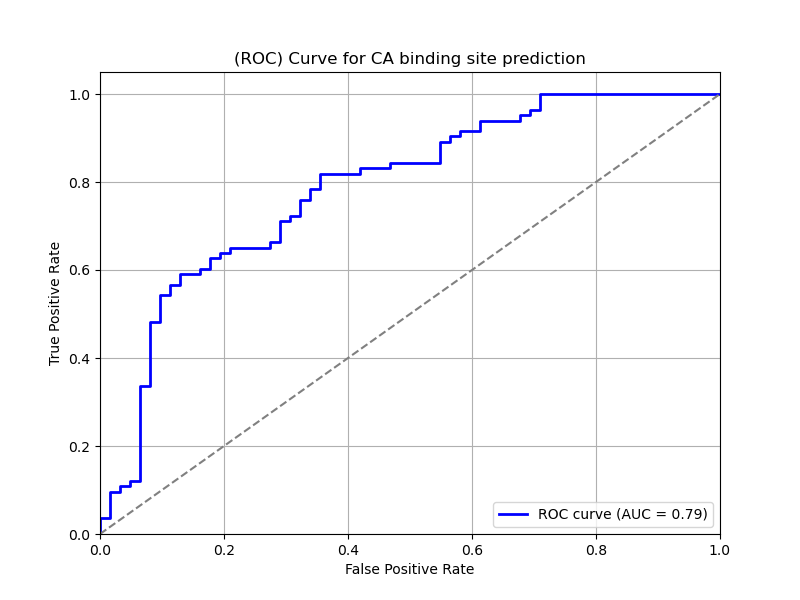 (ROC) Curve for CA binding site prediction
True Positive Rate
1.0
0.8
0.6
0.4
0.2
0.0
ROC curve (AUC = 0.79)
0.0 0.2 0.4 0.6 0.8 1.0
False Positive Rate